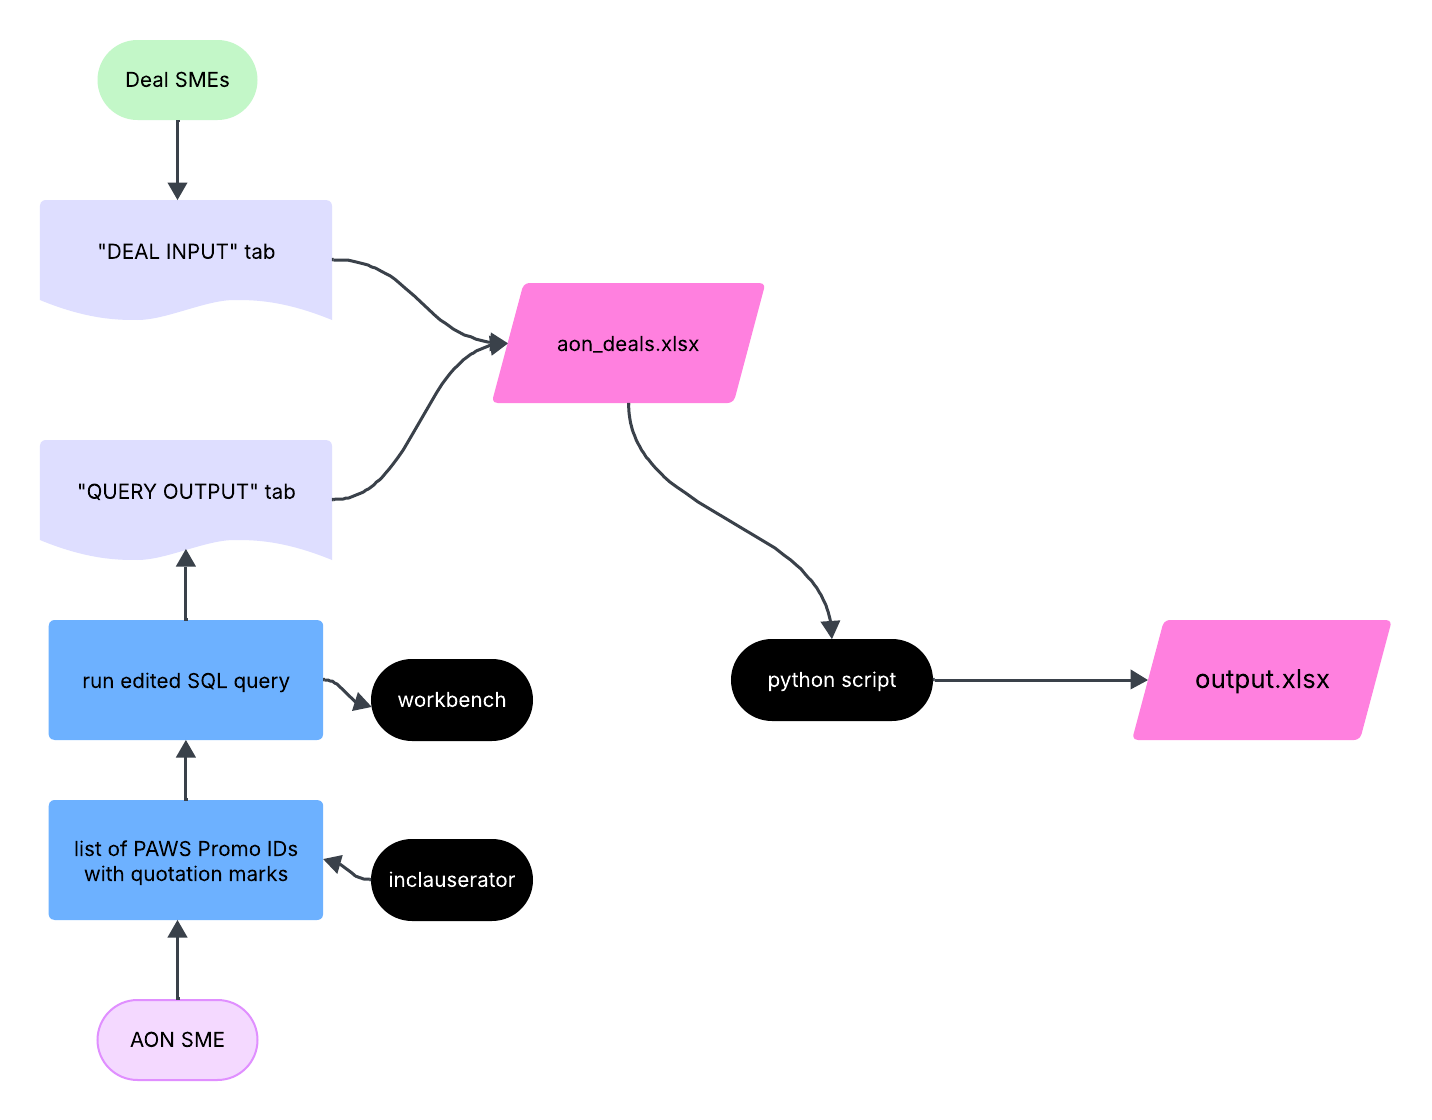 Deal SMEs
"DEAL INPUT" tab
aon_deals.xlsx
"QUERY OUTPUT" tab
run edited SQL query
workbench
python script
output.xlsx
list of PAWS Promo IDs
with quotation marks
inclauserator
AON SME